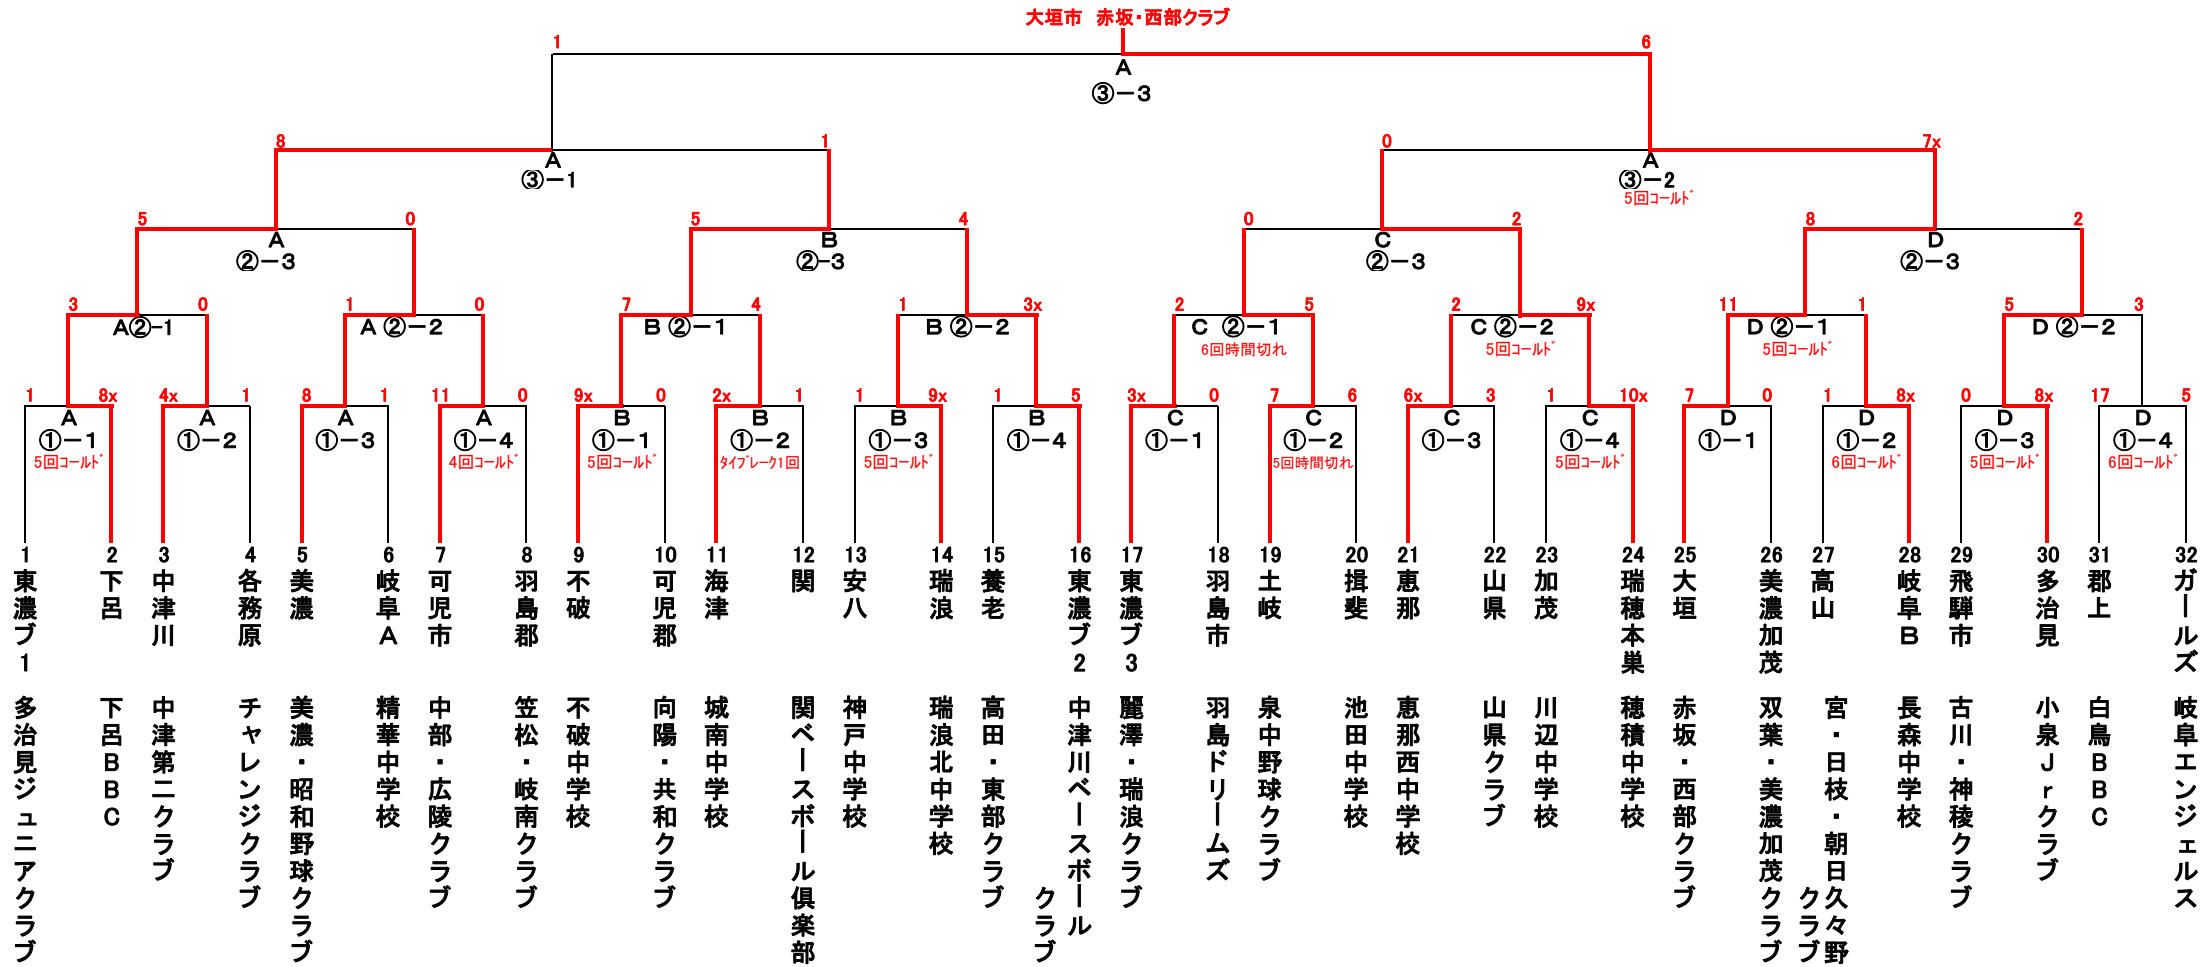 大垣市 赤坂・西部クラブ
1 6
A
③－3
8 1 0 7x
A A
③－1 ③－2
5回コールド
5 0 5 4 0 2 8 2
A B C D
②－3 ②-3 ②－3 ②－3
3 0 1 0 7 4 1 3x 2 5 2 9x 11 1 5 3
A②-1 A ②－2 B ②－1 B ②－2 C ②－1 C ②－2 D ②－1 D ②－2
6回時間切れ 5回コールド 5回コールド
1 8x 4x 1 8 1 11 0 9x 0 2x 1 1 9x 1 5 3x 0 7 6 6x 3 1 10x 7 0 1 8x 0 8x 17 5
A A A A B B B B C C C C D D D D
①－1 ①－2 ①－3 ①－4 ①－1 ①－2 ①－3 ①－4 ①－1 ①－2 ①－3 ①－4 ①－1 ①－2 ①－3 ①－4
5回コールド 4回コールド 5回コールド タイブレーク1回 5回コールド 5回時間切れ 5回コールド 6回コールド 5回コールド 6回コールド
1 東濃ブ1 多治見ジュニアクラブ
2 下呂 下呂BBC
3 中津川 中津第二クラブ
4 各務原 チャレンジクラブ
5 美濃 美濃・昭和野球クラブ
6 岐阜A 精華中学校
7 可児市 中部・広陵クラブ
8 羽島郡 笠松・岐南クラブ
9 不破 不破中学校
10 可児郡 向陽・共和クラブ
11 海津 城南中学校
12 関 関ベースボール倶楽部
13 安八 神戸中学校
14 瑞浪 瑞浪北中学校
15 養老 高田・東部クラブ
16 東濃ブ2 中津川ベースボール
クラブ
17 東濃ブ3 麗澤・瑞浪クラブ
18 羽島市 羽島ドリームズ
19 土岐 泉中野球クラブ
20 揖斐 池田中学校
21 恵那 恵那西中学校
22 山県 山県クラブ
23 加茂 川辺中学校
24 瑞穂本巣 穂積中学校
25 大垣 赤坂・西部クラブ
26 美濃加茂 双葉・美濃加茂クラブ
27 高山 宮・日枝・朝日久々野
クラブ
28 岐阜B 長森中学校
29 飛騨市 古川・神稜クラブ
30 多治見 小泉Jrクラブ
31 郡上 白鳥BBC
32 ガールズ 岐阜エンジェルス